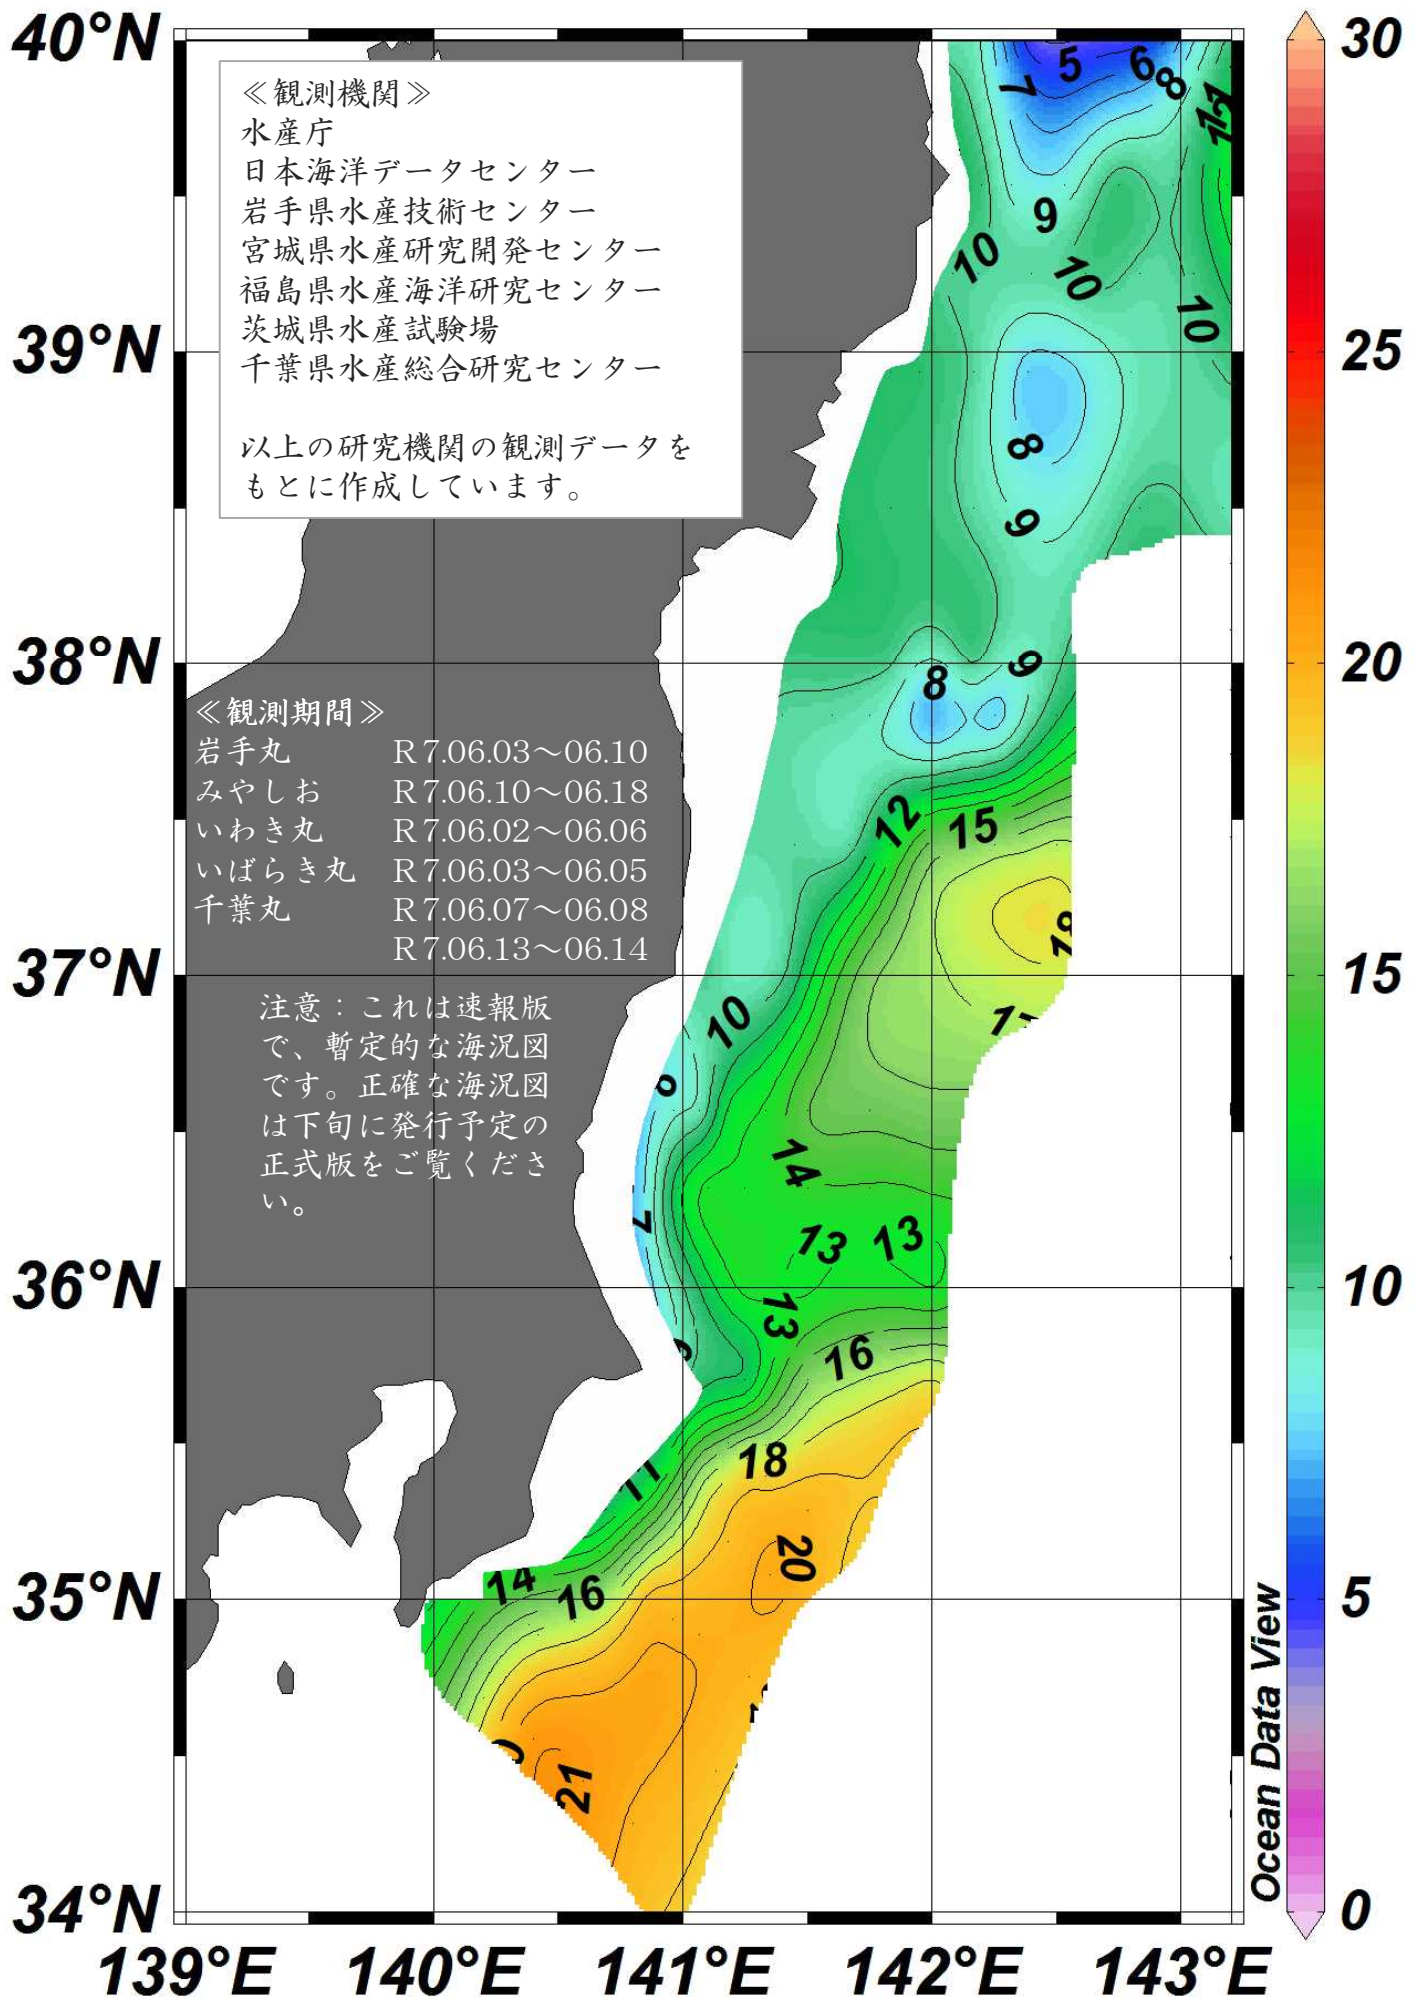 ≪観測機関≫
水産庁
日本海洋データセンター
岩手県水産技術センター
宮城県水産研究開発センター
福島県水産海洋研究センター
茨城県水産試験場
千葉県水産総合研究センター
以上の研究機関の観測データを
もとに作成しています。
≪観測期間≫
岩手丸 R7.06.03～06.10
みやしお R7.06.10～06.18
いわき丸 R7.06.02～06.06
いばらき丸 R7.06.03～06.05
千葉丸 R7.06.07～06.08
R7.06.13～06.14
注意：これは速報版
で、暫定的な海況図
です。正確な海況図
は下旬に発行予定の
正式版をご覧くださ
い。
40°N
39°N
38°N
37°N
36°N
35°N
34°N
139°E 140°E 141°E 142°E 143°E
30
25
20
15
10
5
0
Ocean Data View
5
6
7
8
9
10
10
10
8
9
8
9
12
15
18
17
10
14
13
13
13
16
18
11
20
14
16
21